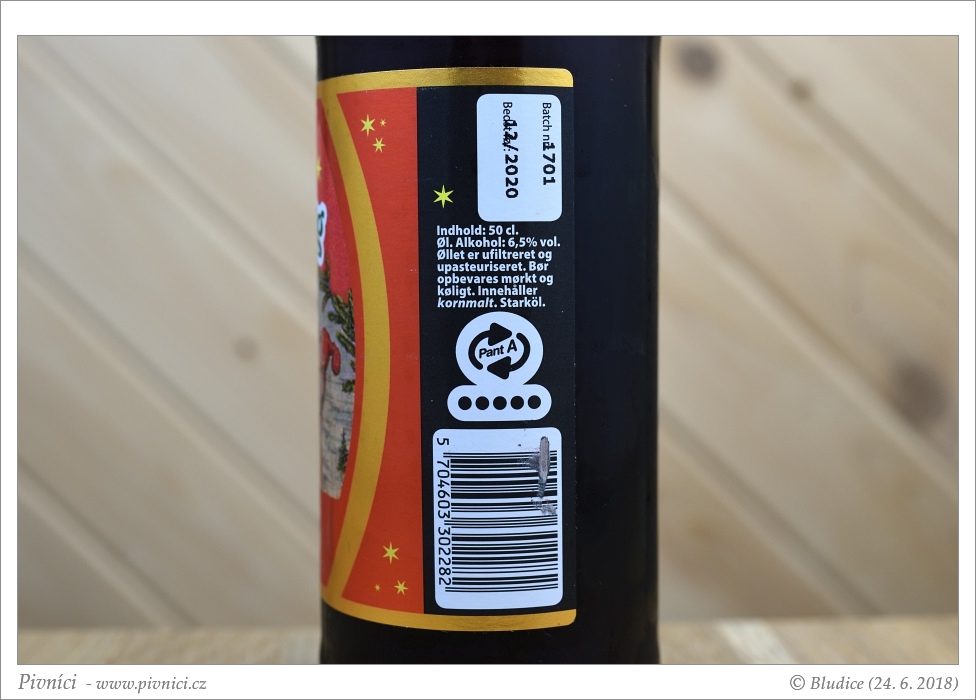 Batch nr.
1701
12/2020
Indhold: 50 cl.
Øl. Alkohol: 6,5% vol.
Øllet er ufiltreret og
upasteuriseret. Bør
opbevares mørkt og
køligt. Innehåller
kornmalt. Starköl.
Pant A
5 704603 302282
Pivníci - www.pivnici.cz
© Bludice (24. 6. 2018)